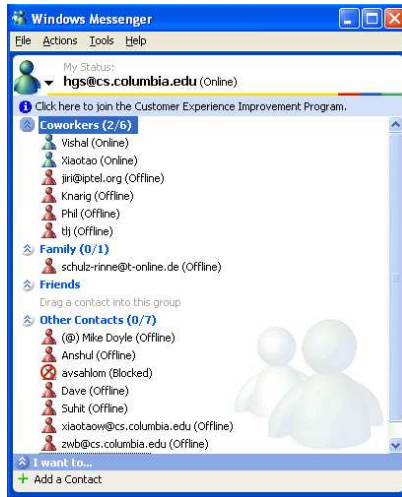 Windows Messenger
File Actions Tools Help
My Status:
hgs@cs.columbia.edu (Online)
Click here to join the Customer Experience Improvement Program.
Coworkers (2/6)
Vishal (Online)
Xiaotao (Online)
jiri@iptel.org (Offline)
Knarig (Offline)
Phil (Offline)
tlj (Offline)
Family (0/1)
schulz-rinne@t-online.de (Offline)
Friends
Drag a contact into this group
Other Contacts (0/7)
(@) Mike Doyle (Offline)
Anshul (Offline)
avsahlom (Blocked)
Dave (Offline)
Suhit (Offline)
xiaotaow@cs.columbia.edu (Offline)
zwb@cs.columbia.edu (Offline)
I want to...
+ Add a Contact